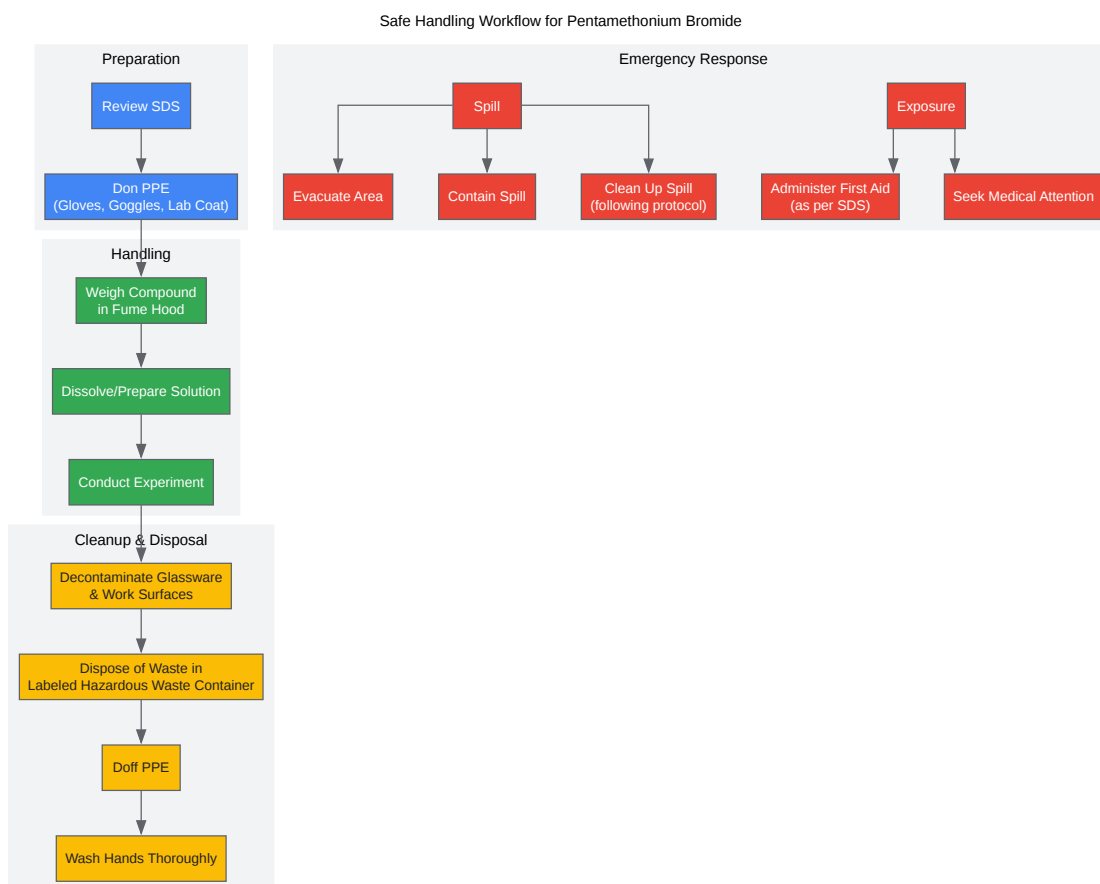 Safe Handling Workflow for Pentamethonium Bromide
Preparation
Review SDS
Don PPE
(Gloves, Goggles, Lab Coat)
Handling
Weigh Compound
in Fume Hood
Dissolve/Prepare Solution
Conduct Experiment
Cleanup & Disposal
Decontaminate Glassware
& Work Surfaces
Dispose of Waste in
Labeled Hazardous Waste Container
Doff PPE
Wash Hands Thoroughly
Emergency Response
Spill
Evacuate Area
Contain Spill
Clean Up Spill
(following protocol)
Exposure
Administer First Aid
(as per SDS)
Seek Medical Attention